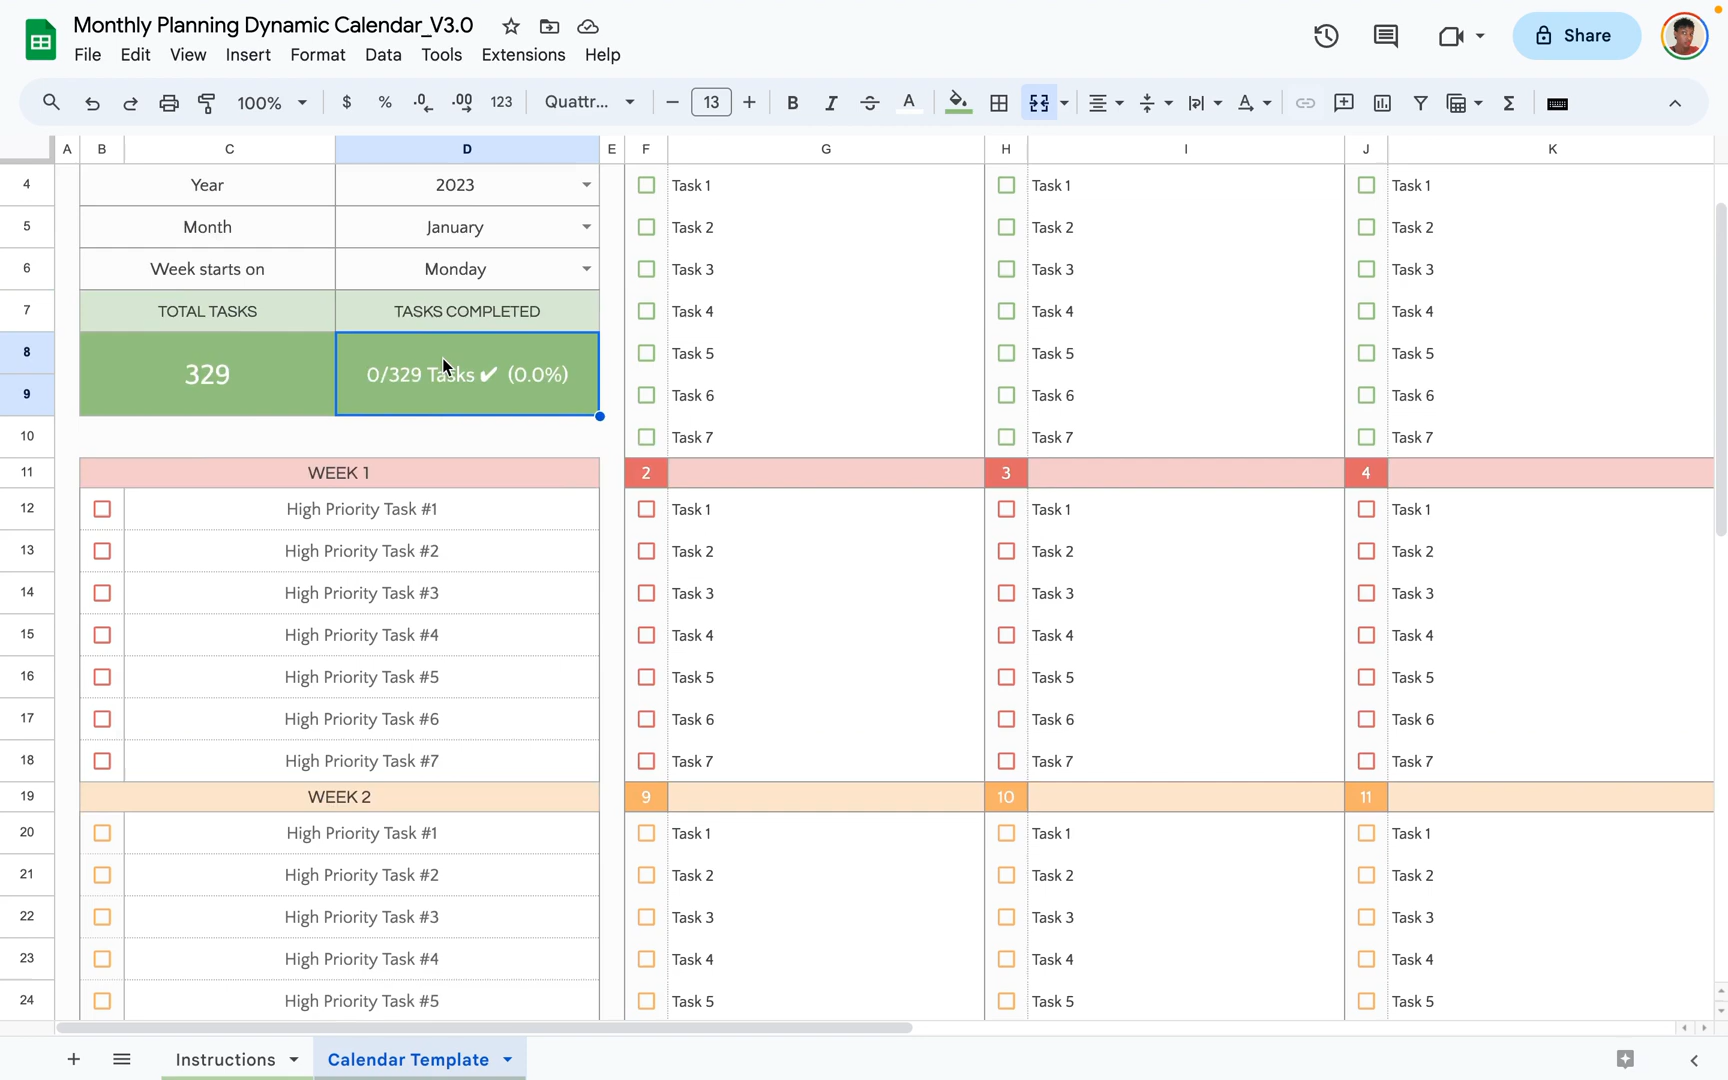 Monthly Planning Dynamic Calendar_V3.0
File Edit View Insert Format Data Tools Extensions Help
Share
100% $ % .0 .00 123 Quattr... 13 B I S A Σ
A B C D E F G H I J K
4 Year 2023 Task 1 Task 1 Task 1
5 Month January Task 2 Task 2 Task 2
6 Week starts on Monday Task 3 Task 3 Task 3
7 TOTAL TASKS TASKS COMPLETED Task 4 Task 4 Task 4
8 329 0/329 Tasks ✔ (0.0%) Task 5 Task 5 Task 5
9 Task 6 Task 6 Task 6
10 Task 7 Task 7 Task 7
11 WEEK 1 2 3 4
12 High Priority Task #1 Task 1 Task 1 Task 1
13 High Priority Task #2 Task 2 Task 2 Task 2
14 High Priority Task #3 Task 3 Task 3 Task 3
15 High Priority Task #4 Task 4 Task 4 Task 4
16 High Priority Task #5 Task 5 Task 5 Task 5
17 High Priority Task #6 Task 6 Task 6 Task 6
18 High Priority Task #7 Task 7 Task 7 Task 7
19 WEEK 2 9 10 11
20 High Priority Task #1 Task 1 Task 1 Task 1
21 High Priority Task #2 Task 2 Task 2 Task 2
22 High Priority Task #3 Task 3 Task 3 Task 3
23 High Priority Task #4 Task 4 Task 4 Task 4
24 High Priority Task #5 Task 5 Task 5 Task 5
Instructions Calendar Template